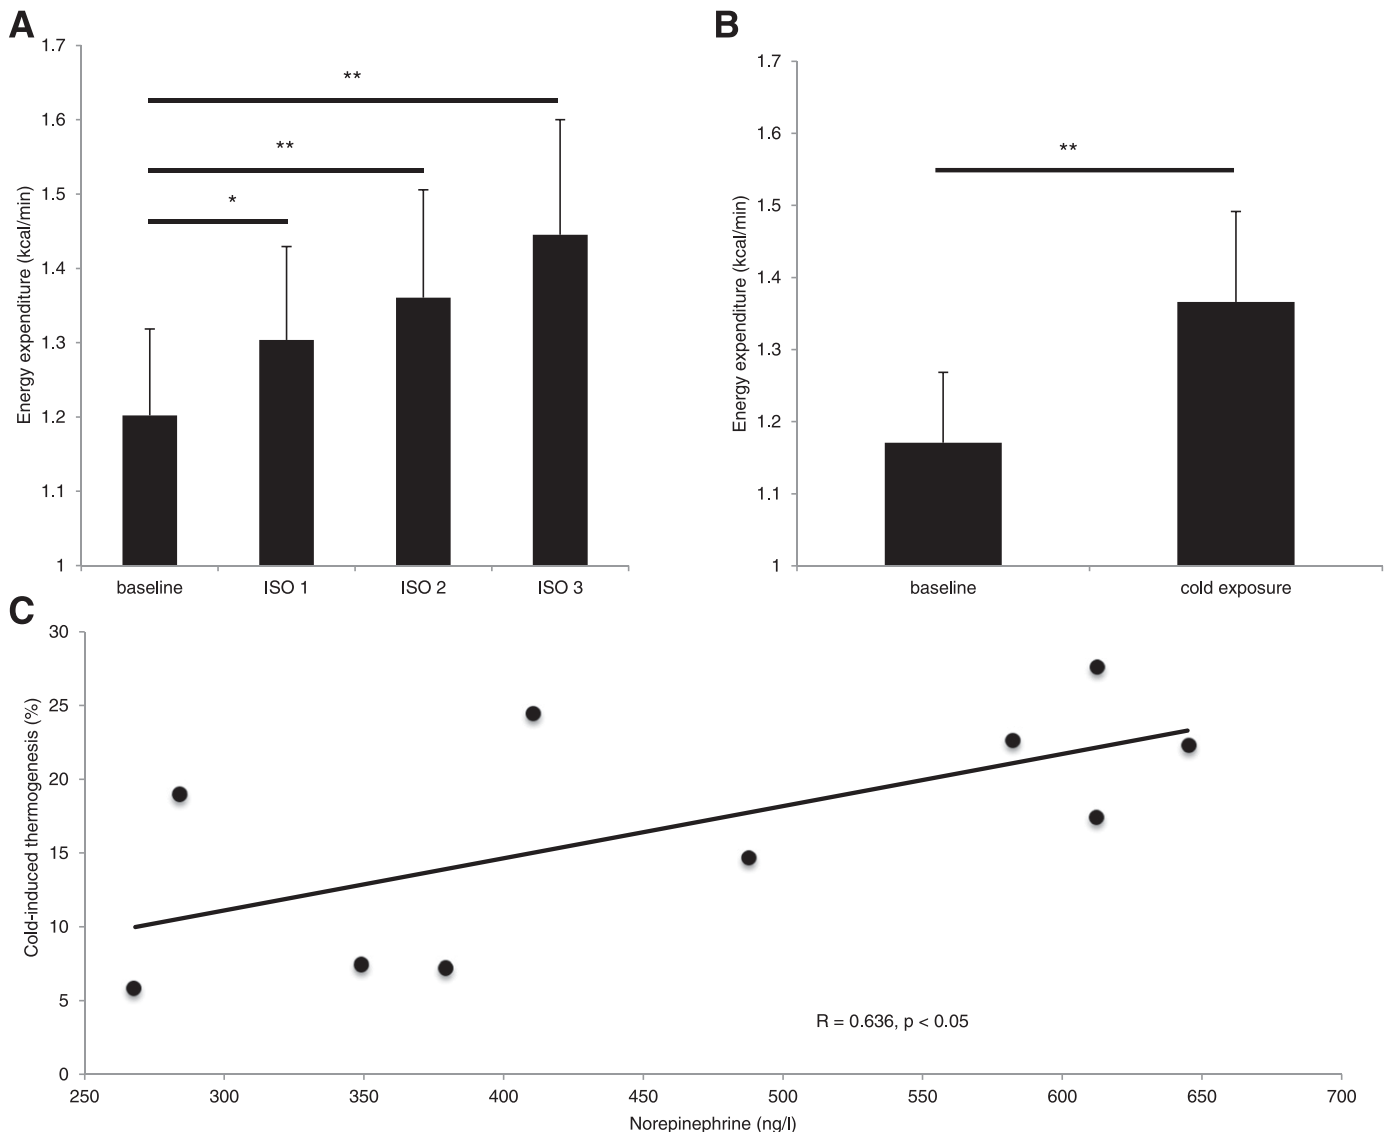 A
Energy expenditure (kcal/min)
1.7
1.6
1.5
1.4
1.3
1.2
1.1
1
**
**
*
baseline ISO 1 ISO 2 ISO 3
B
Energy expenditure (kcal/min)
1.7
1.6
1.5
1.4
1.3
1.2
1.1
1
**
baseline cold exposure
C
Cold-induced thermogenesis (%)
30
25
20
15
10
5
0
R = 0.636, p < 0.05
250 300 350 400 450 500 550 600 650 700
Norepinephrine (ng/l)